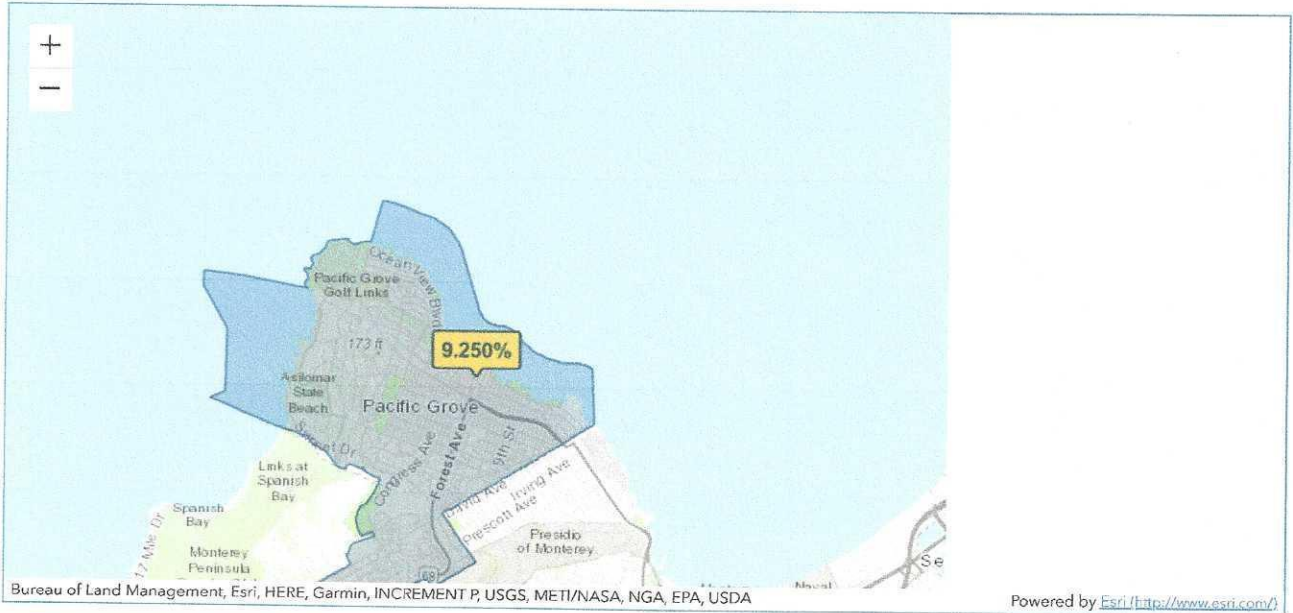 +
−
Ocean View Blvd
Pacific Grove
Golf Links
173 ft
9.250%
Asilomar
State
Beach
Pacific Grove
Sunset Dr
Congress Ave
Forest Ave
9th St
Links at
Spanish
Bay
David Ave
Irving Ave
Prescott Ave
Spanish
Bay
17 Mile Dr
Presidio
of Monterey
Monterey
Peninsula
68
Se
Naval
Bureau of Land Management, Esri, HERE, Garmin, INCREMENT P, USGS, METI/NASA, NGA, EPA, USDA
Powered by Esri (http://www.esri.com/)